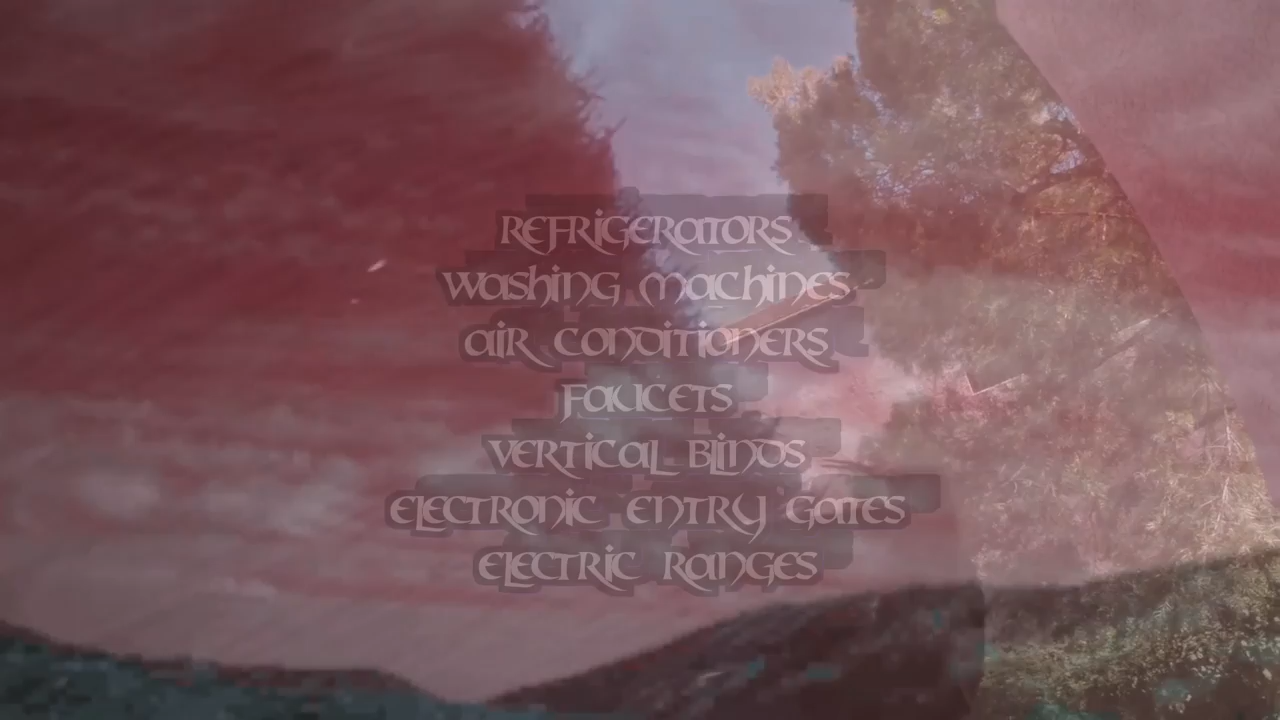 Refrigerators
Washing Machines
Air Conditioners
Faucets
Vertical Blinds
Electronic Entry Gates
Electric Ranges